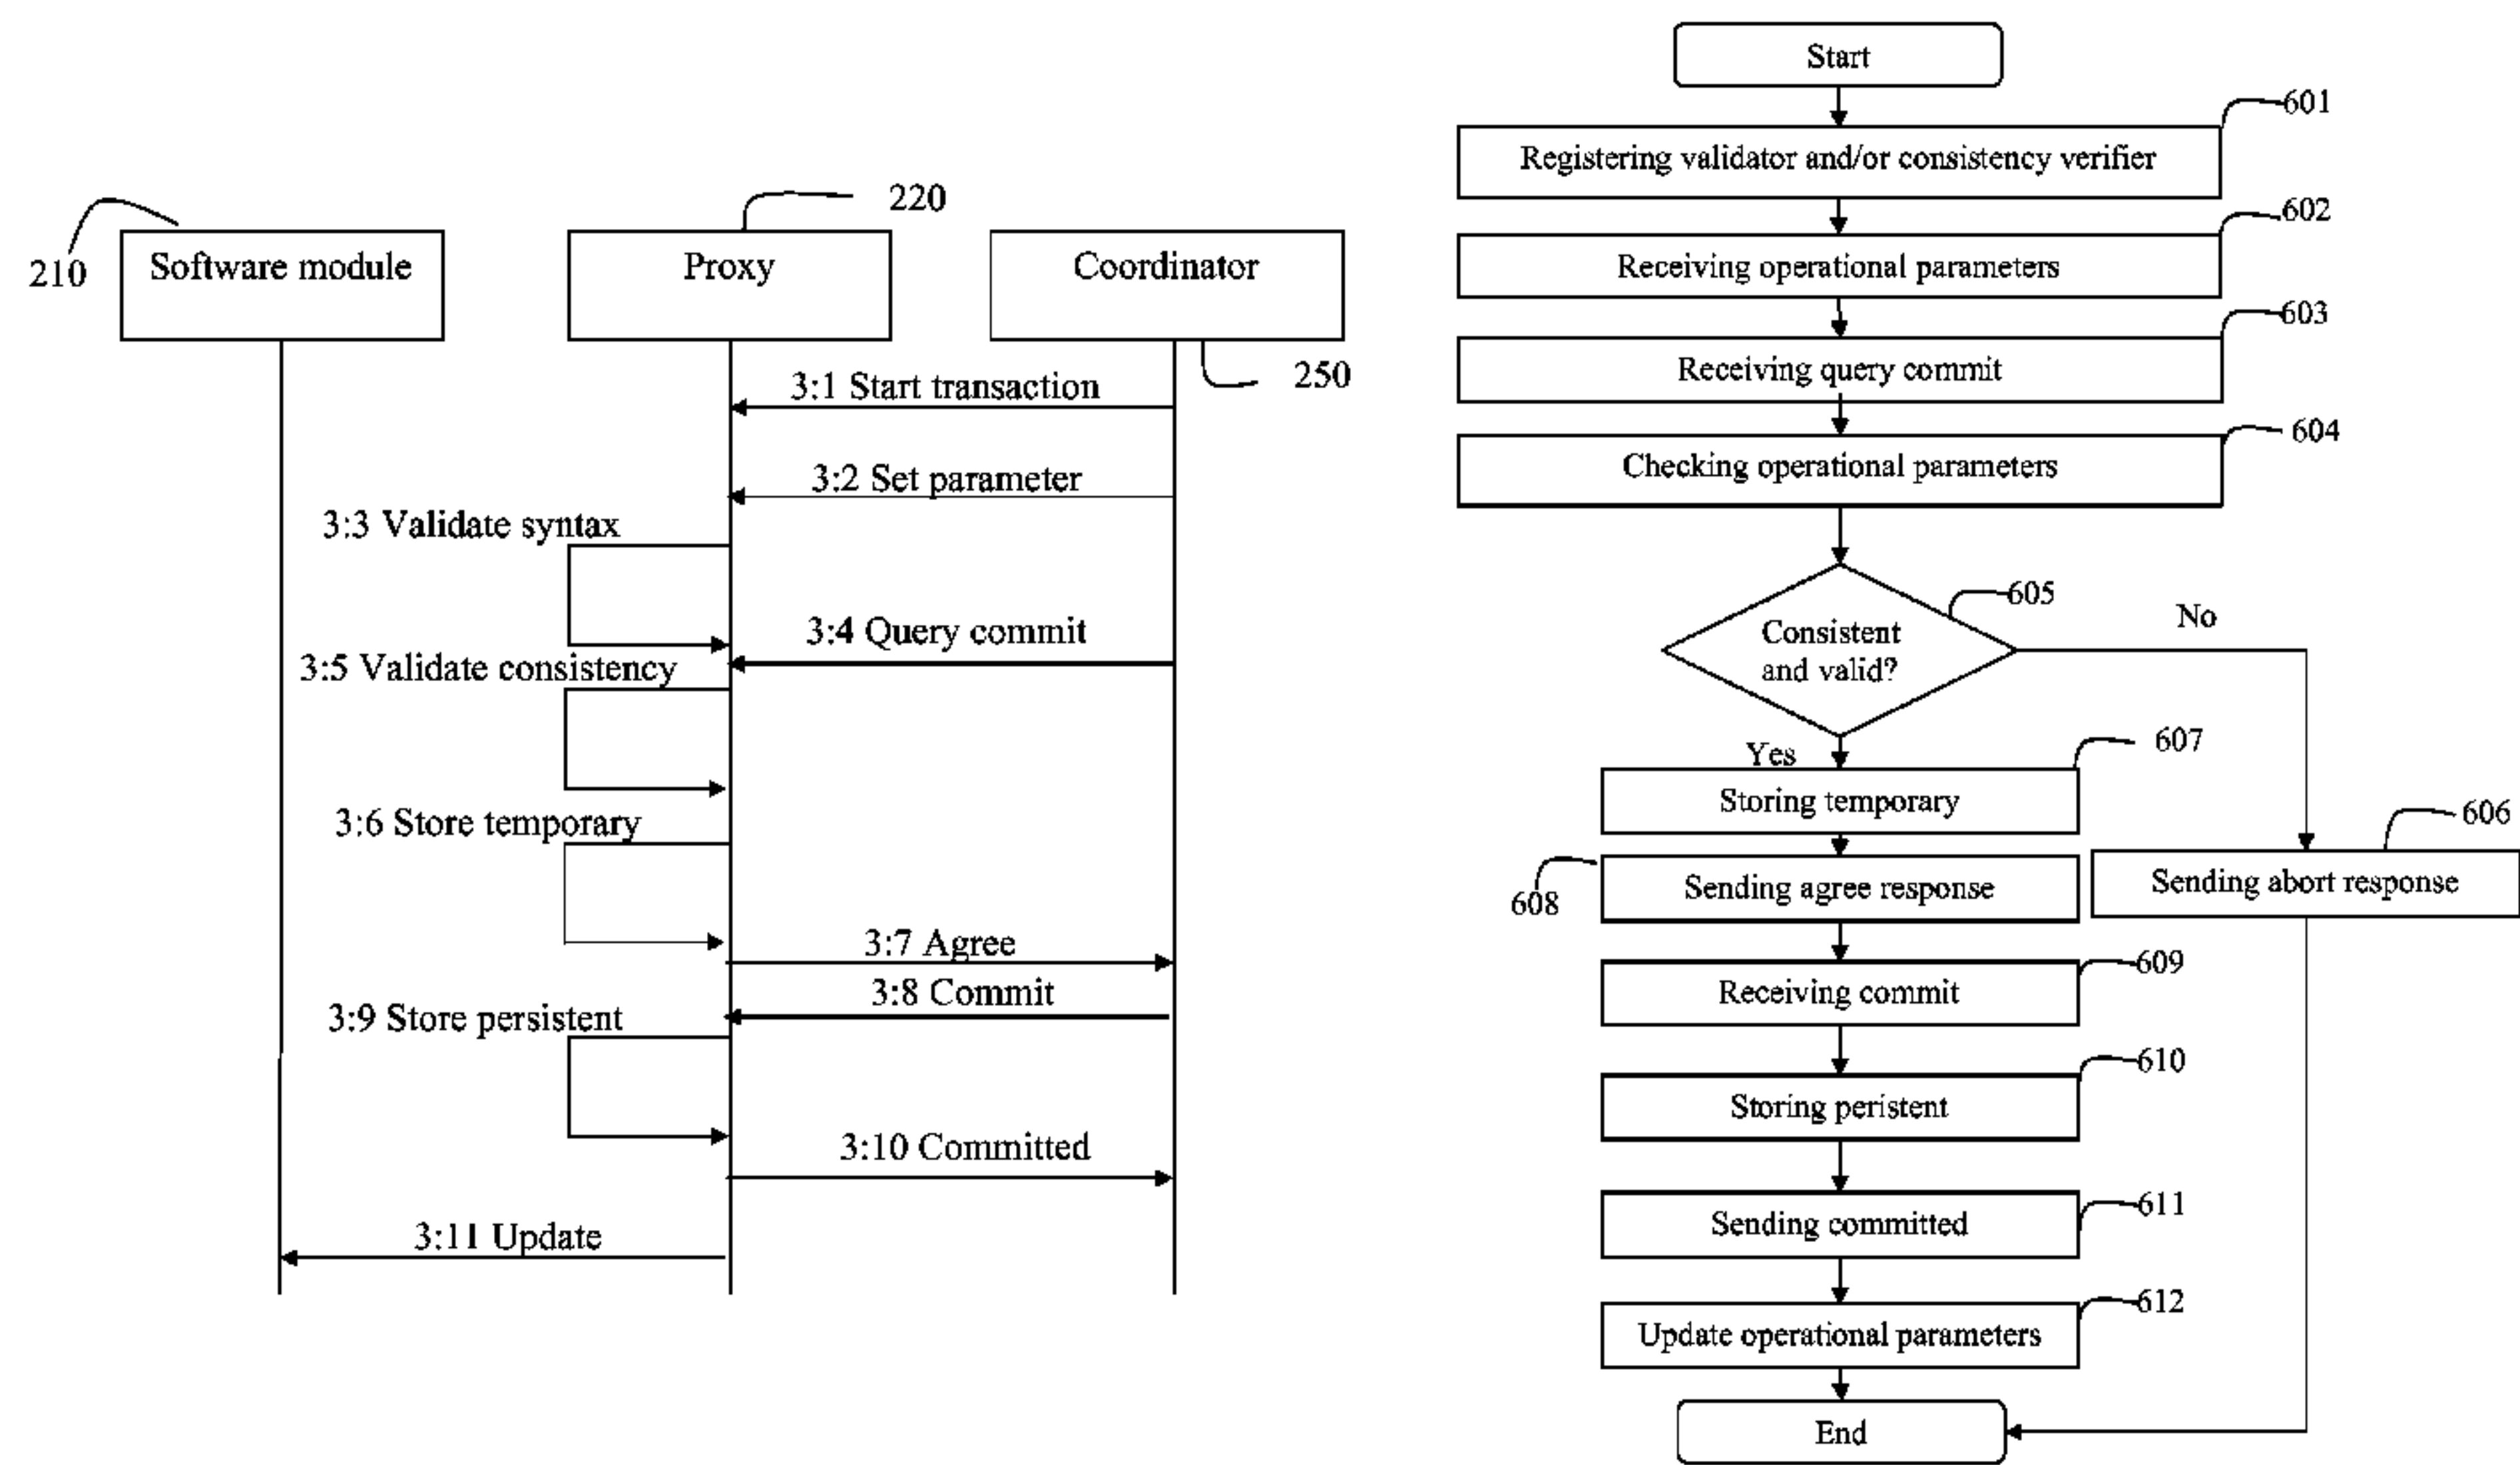 220
210
Software module
Proxy
Coordinator
250
3:1 Start transaction
3:2 Set parameter
3:3 Validate syntax
3:4 Query commit
3:5 Validate consistency
3:6 Store temporary
3:7 Agree
3:8 Commit
3:9 Store persistent
3:10 Committed
3:11 Update
Start
601
Registering validator and/or consistency verifier
602
Receiving operational parameters
603
Receiving query commit
604
Checking operational parameters
605
Consistent
and valid?
No
Yes
607
Storing temporary
606
Sending abort response
608
Sending agree response
609
Receiving commit
610
Storing peristent
611
Sending committed
612
Update operational parameters
End